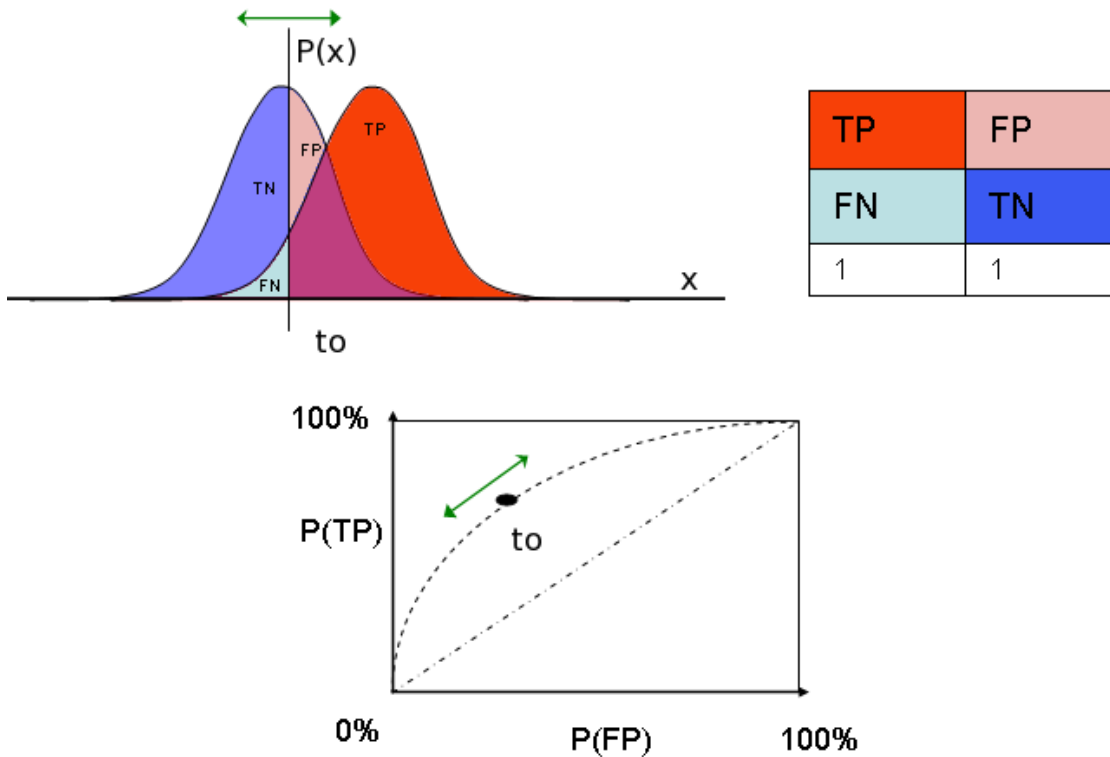 P(x)
TP
FP
TN
FN
x
to
TP FP
FN TN
1 1
100%
P(TP)
to
0%
P(FP)
100%